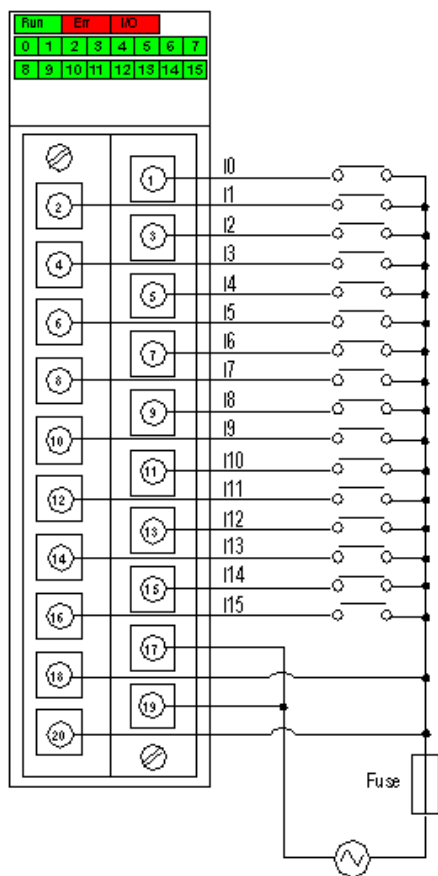 Run Err I/O
0 1 2 3 4 5 6 7
8 9 10 11 12 13 14 15
1 I0
2 I1
3 I2
4 I3
5 I4
6 I5
7 I6
8 I7
9 I8
10 I9
11 I10
12 I11
13 I12
14 I13
15 I14
16 I15
17
18
19
20
Fuse